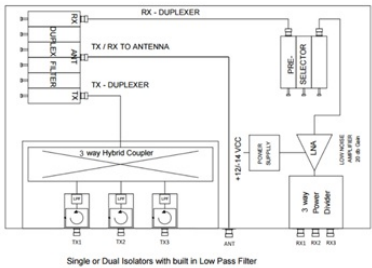 RX - DUPLEXER
RX
DUPLEX FILTER
ANT
TX / RX TO ANTENNA
TX - DUPLEXER
TX
PRE-
SELECTOR
3 way Hybrid Coupler
+12/-14 VCC
POWER
SUPPLLY
LNA
LOW NOISE
AMPLIFIER
20 db Gain
LPF
LPF
LPF
3 way
Power
Divider
TX1
TX2
TX3
ANT
RX1
RX2
RX3
Single or Dual Isolators with built in Low Pass Filter